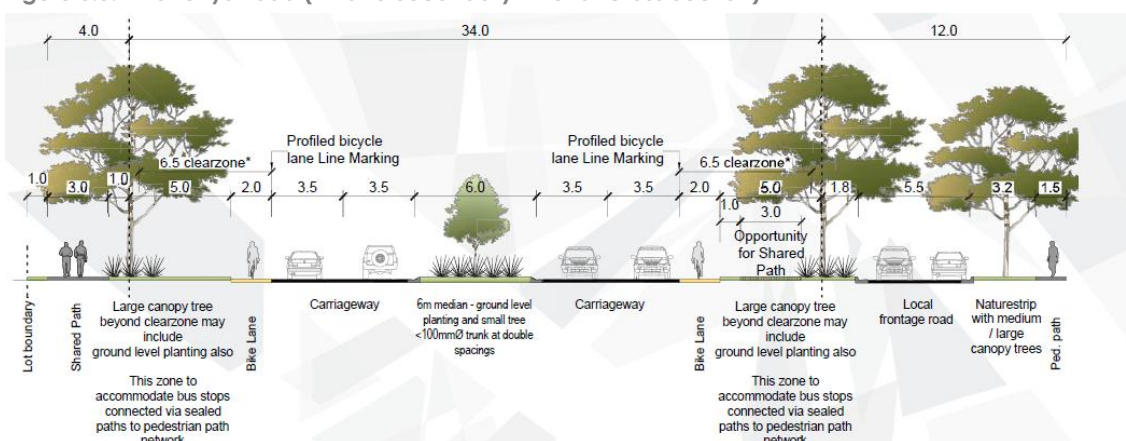 4.0
34.0
12.0
Profiled bicycle
lane Line Marking
Profiled bicycle
lane Line Marking
6.5 clearzone*
6.5 clearzone*
1.0 3.0 1.0 5.0 2.0 3.5 3.5 6.0 3.5 3.5 2.0 5.0 1.8 5.5 3.2 1.5
1.0 3.0
Opportunity
for Shared
Path
Lot boundary
Shared Path
Large canopy tree
beyond clearzone may
include
ground level planting also
Bike Lane
Carriageway
6m median - ground level
planting and small tree
<100mmØ trunk at double
spacings
Carriageway
Bike Lane
Large canopy tree
beyond clearzone may
include
ground level planting also
Local
frontage road
Naturestrip
with medium
/ large
canopy trees
Ped. path
This zone to
accommodate bus stops
connected via sealed
paths to pedestrian path
network
This zone to
accommodate bus stops
connected via sealed
paths to pedestrian path
network